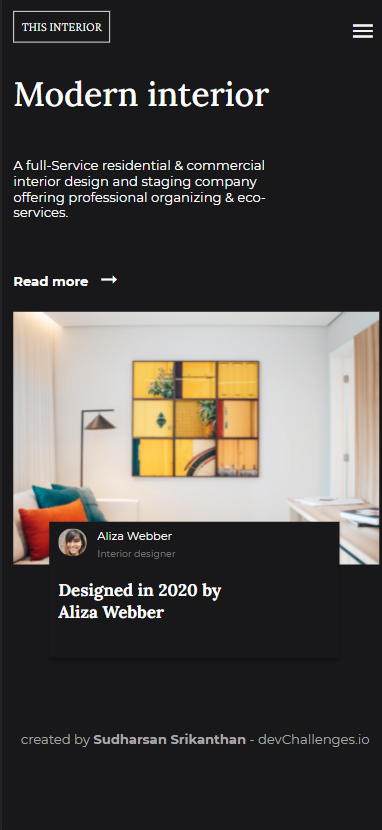 THIS INTERIOR
Modern interior
A full-Service residential & commercial
interior design and staging company
offering professional organizing & eco-
services.
Read more
Aliza Webber
Interior designer
Designed in 2020 by
Aliza Webber
created by Sudharsan Srikanthan - devChallenges.io